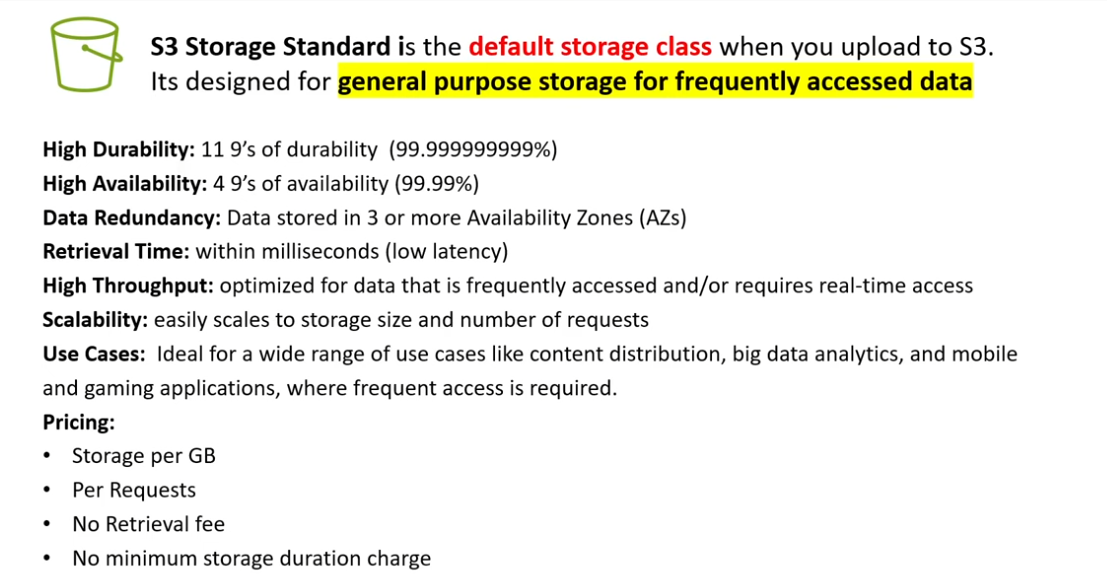 S3 Storage Standard is the default storage class when you upload to S3.
Its designed for general purpose storage for frequently accessed data
High Durability: 11 9’s of durability (99.999999999%)
High Availability: 4 9’s of availability (99.99%)
Data Redundancy: Data stored in 3 or more Availability Zones (AZs)
Retrieval Time: within milliseconds (low latency)
High Throughput: optimized for data that is frequently accessed and/or requires real-time access
Scalability: easily scales to storage size and number of requests
Use Cases: Ideal for a wide range of use cases like content distribution, big data analytics, and mobile
and gaming applications, where frequent access is required.
Pricing:
• Storage per GB
• Per Requests
• No Retrieval fee
• No minimum storage duration charge